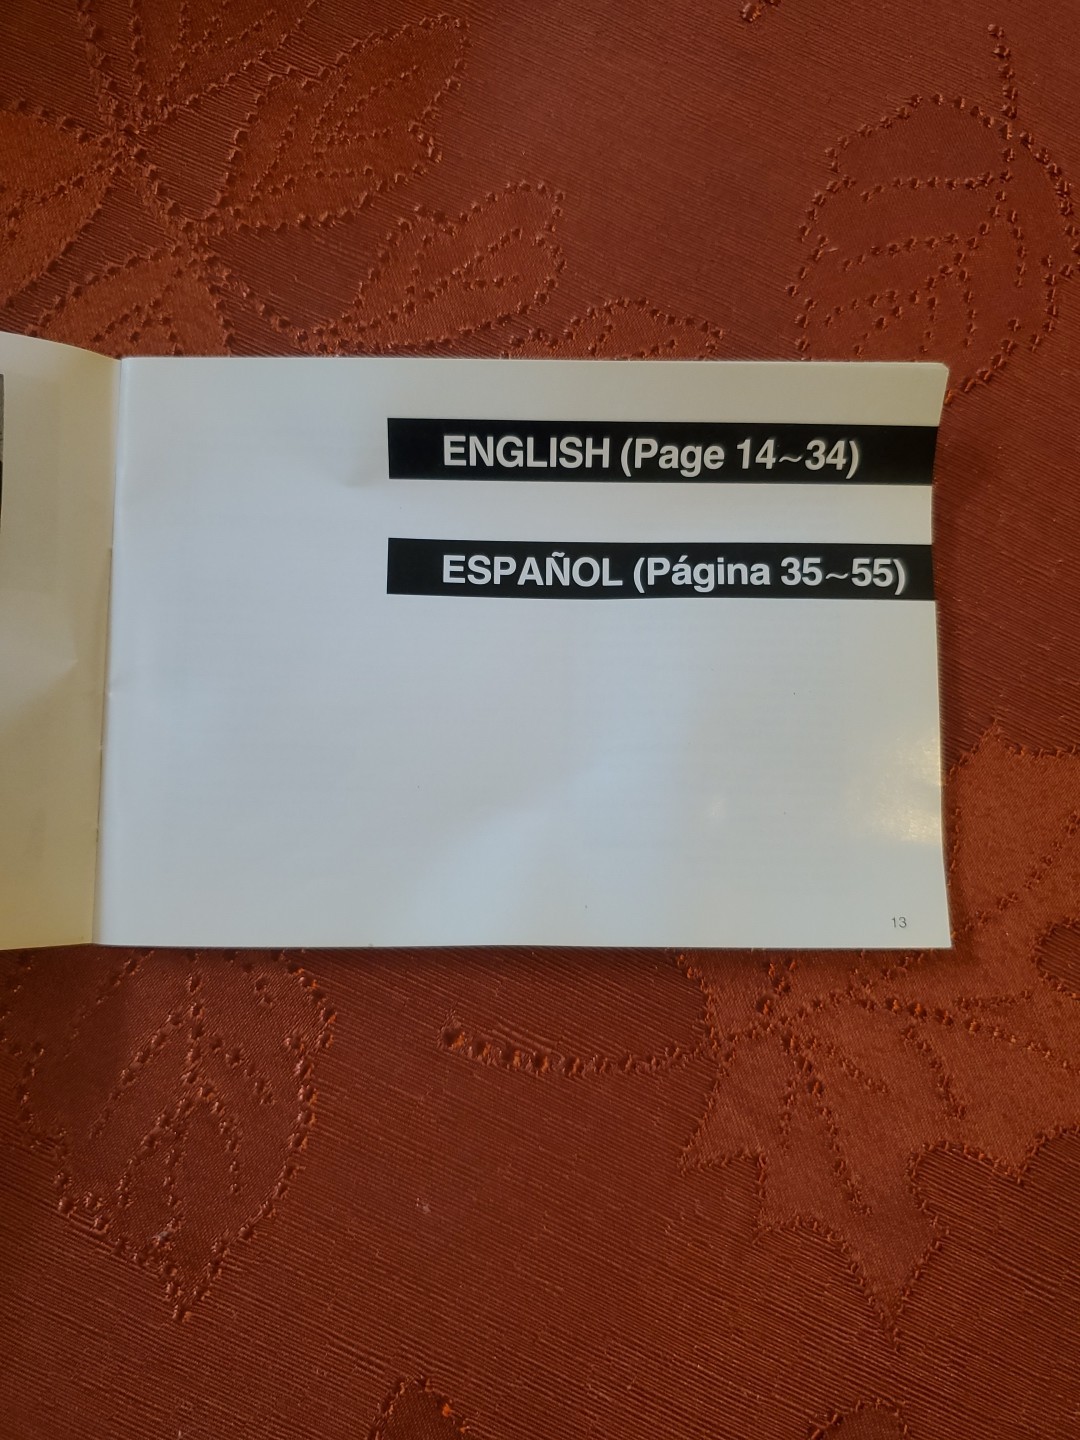 ENGLISH (Page 14~34)
ESPAÑOL (Página 35~55)
13